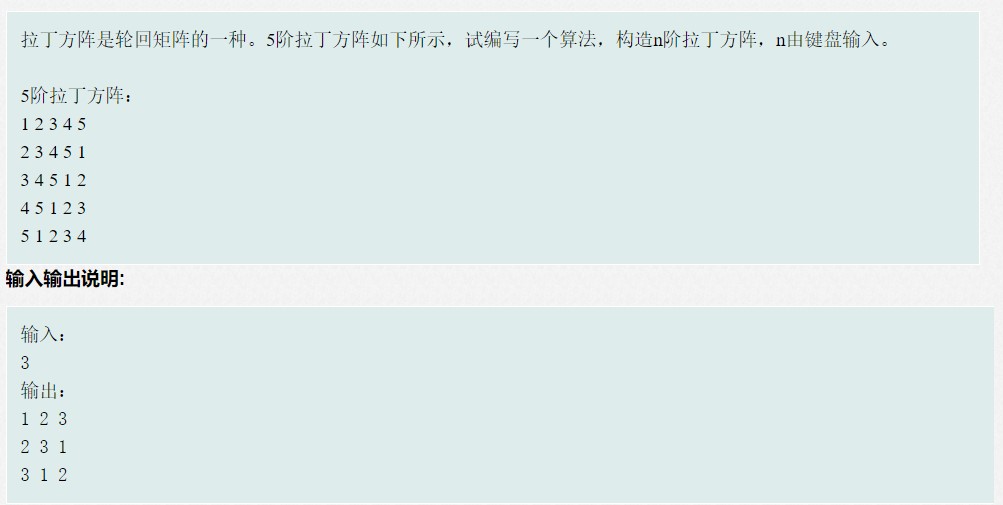 拉丁方阵是轮回矩阵的一种。5阶拉丁方阵如下所示，试编写一个算法，构造n阶拉丁方阵，n由键盘输入。
5阶拉丁方阵：
1 2 3 4 5
2 3 4 5 1
3 4 5 1 2
4 5 1 2 3
5 1 2 3 4
输入输出说明:
输入：
3
输出：
1 2 3
2 3 1
3 1 2